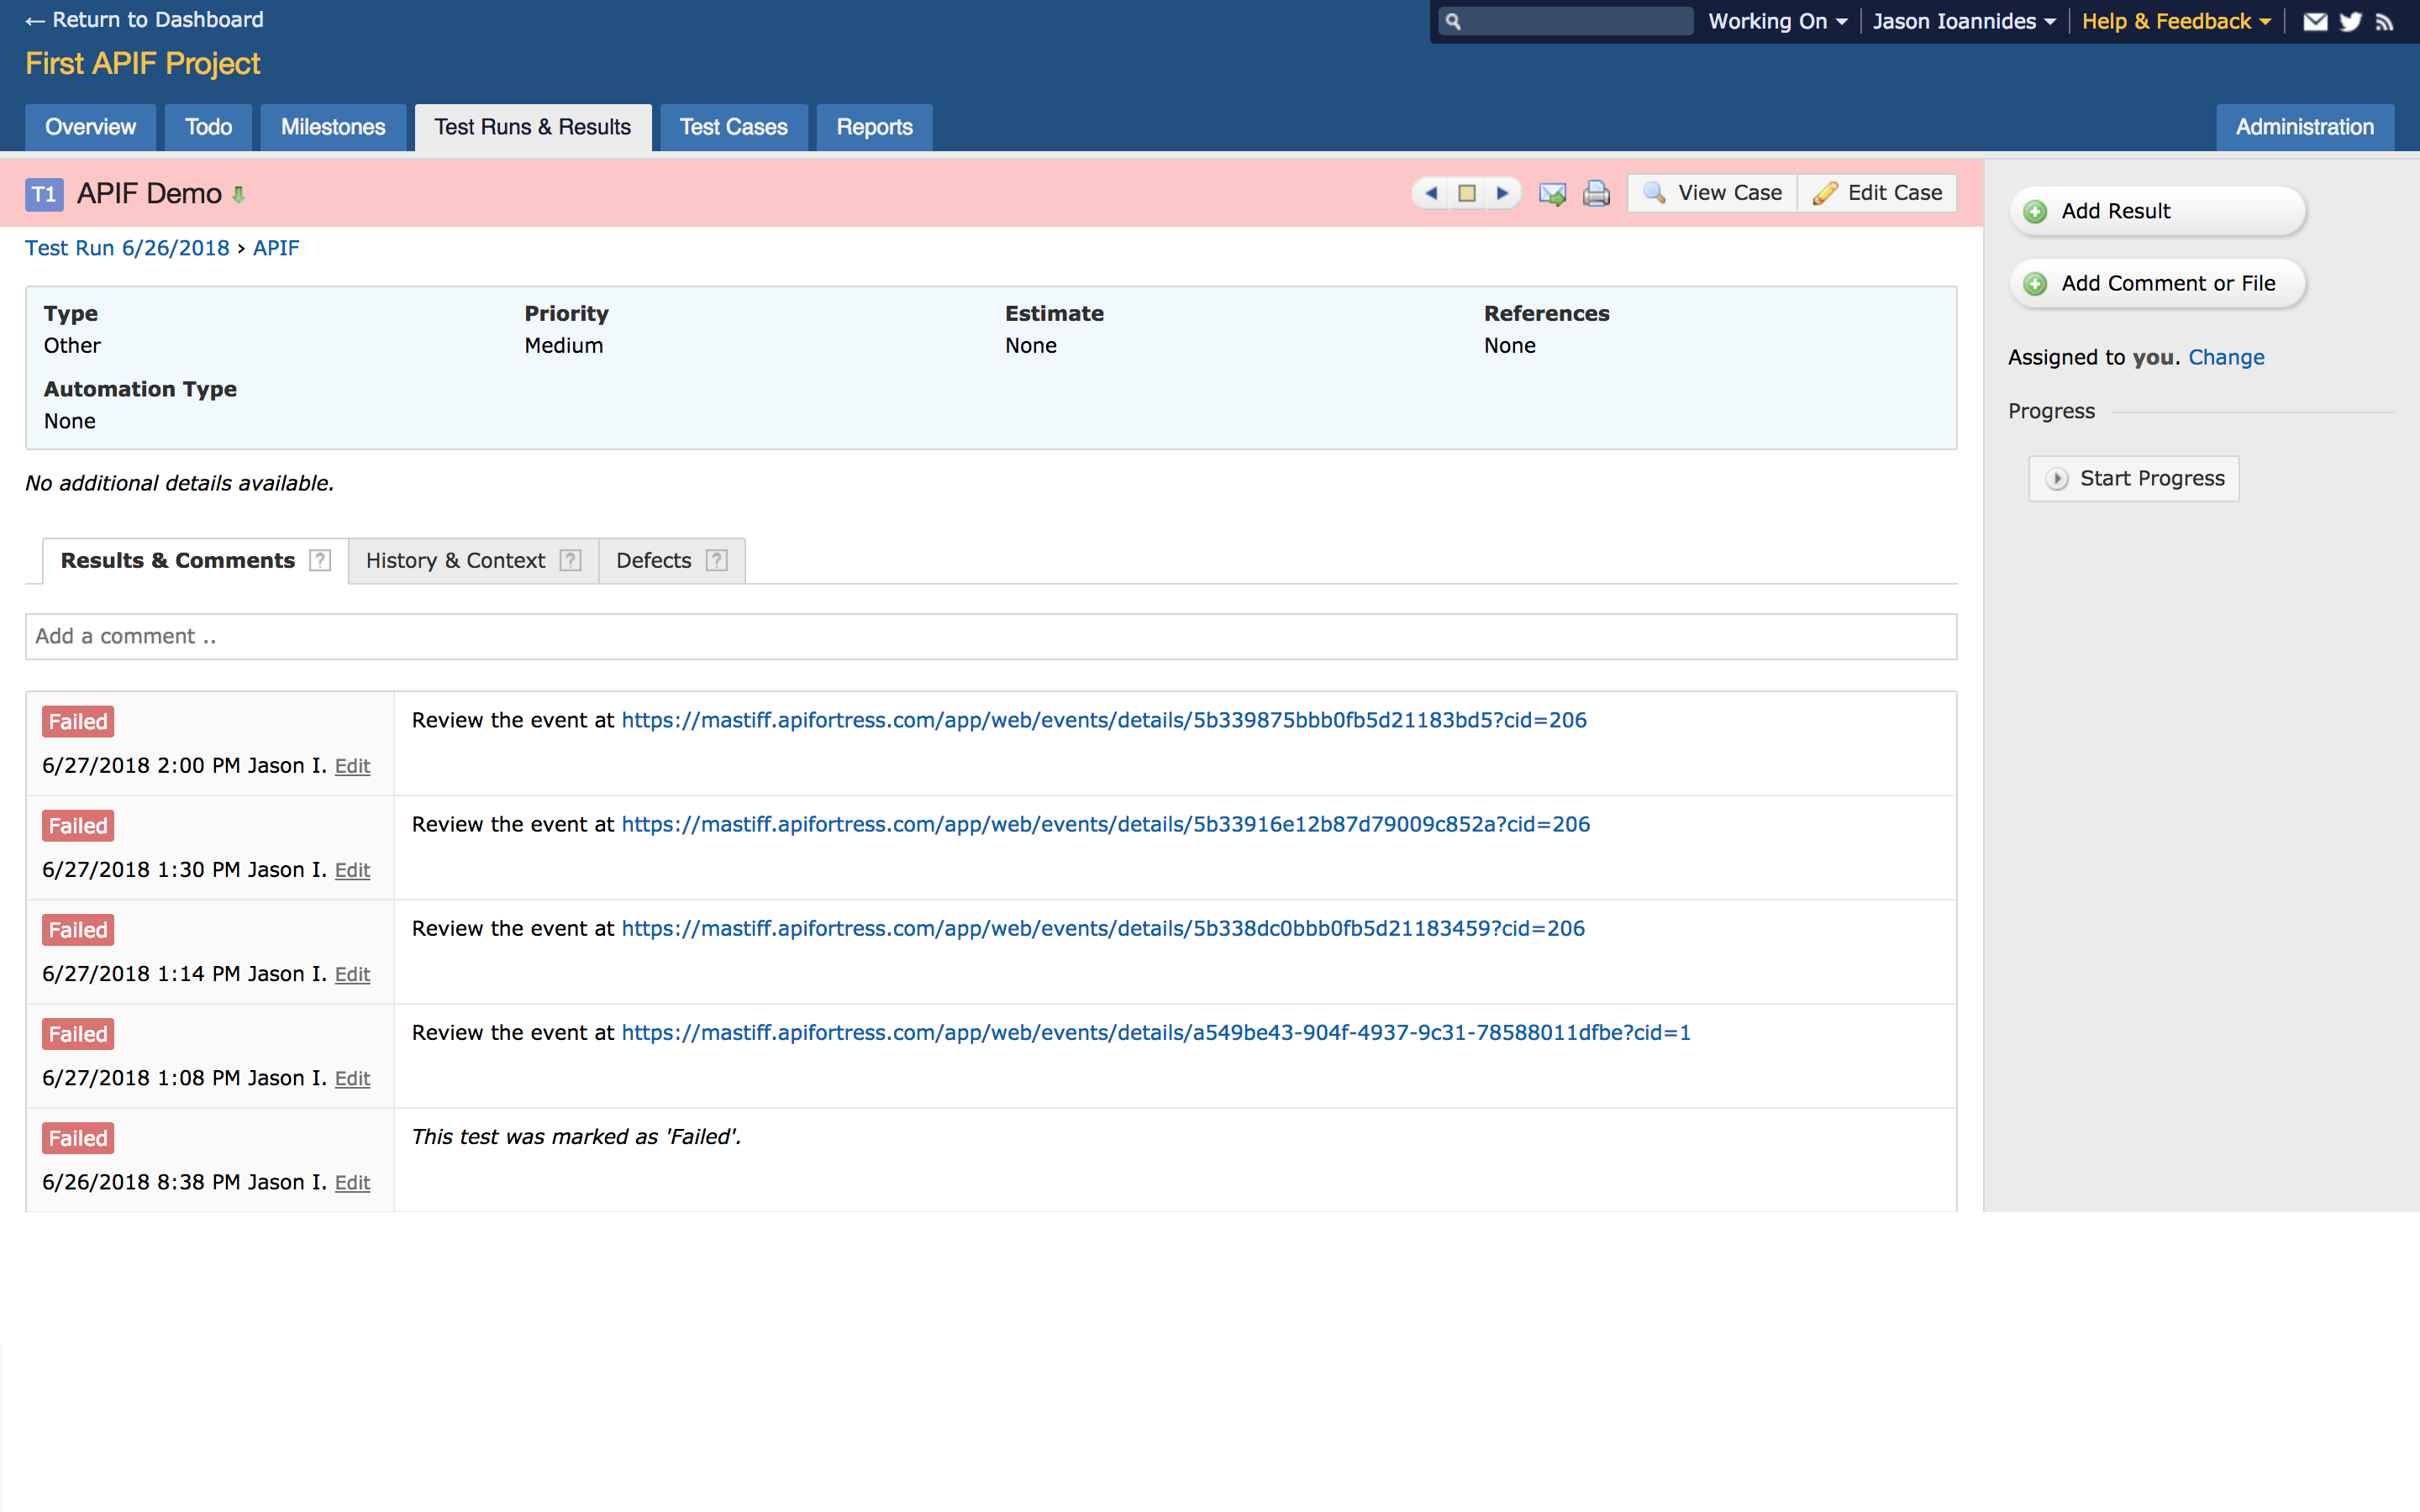 ← Return to Dashboard
Working On
Jason Ioannides
Help & Feedback
First APIF Project
Overview
Todo
Milestones
Test Runs & Results
Test Cases
Reports
Administration
T1 APIF Demo
View Case
Edit Case
Add Result
Test Run 6/26/2018 › APIF
Add Comment or File
Type
Other
Priority
Medium
Estimate
None
References
None
Automation Type
None
Assigned to you. Change
Progress
Start Progress
No additional details available.
Results & Comments ?
History & Context ?
Defects ?
Add a comment ..
Failed
6/27/2018 2:00 PM Jason I. Edit
Review the event at https://mastiff.apifortress.com/app/web/events/details/5b339875bbb0fb5d21183bd5?cid=206
Failed
6/27/2018 1:30 PM Jason I. Edit
Review the event at https://mastiff.apifortress.com/app/web/events/details/5b33916e12b87d79009c852a?cid=206
Failed
6/27/2018 1:14 PM Jason I. Edit
Review the event at https://mastiff.apifortress.com/app/web/events/details/5b338dc0bbb0fb5d21183459?cid=206
Failed
6/27/2018 1:08 PM Jason I. Edit
Review the event at https://mastiff.apifortress.com/app/web/events/details/a549be43-904f-4937-9c31-78588011dfbe?cid=1
Failed
6/26/2018 8:38 PM Jason I. Edit
This test was marked as 'Failed'.